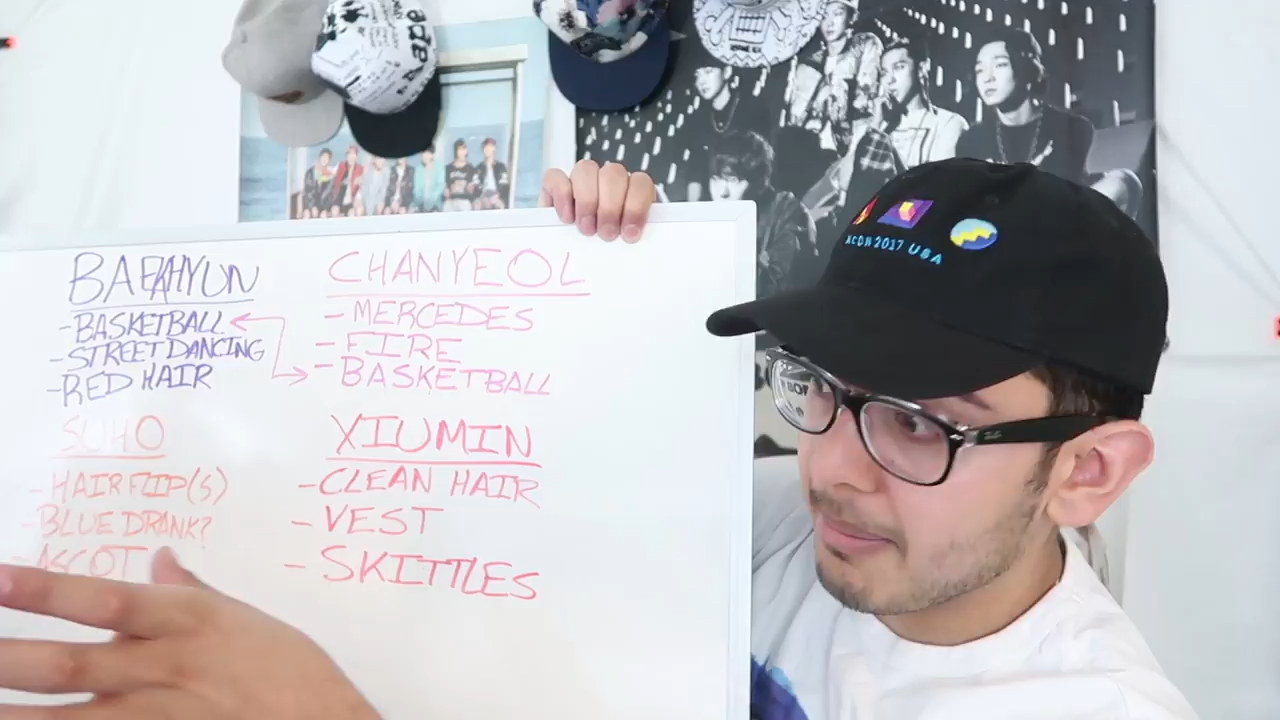 BAEKHYUN
-BASKETBALL
-STREET DANCING
-RED HAIR
CHANYEOL
- MERCEDES
- FIRE
- BASKETBALL
SUHO
- HAIR FLIP(S)
- BLUE DRANK?
- ASCOT
XIUMIN
- CLEAN HAIR
- VEST
- SKITTLES
KCON 2017 USA